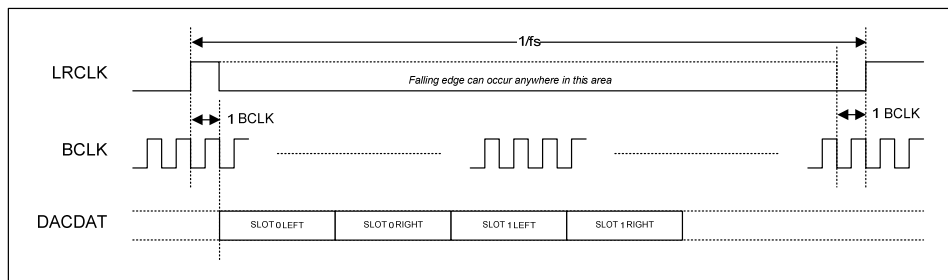 1/fs
LRCLK
Falling edge can occur anywhere in this area
1 BCLK
1 BCLK
BCLK
DACDAT
SLOT 0 LEFT
SLOT 0 RIGHT
SLOT 1 LEFT
SLOT 1 RIGHT